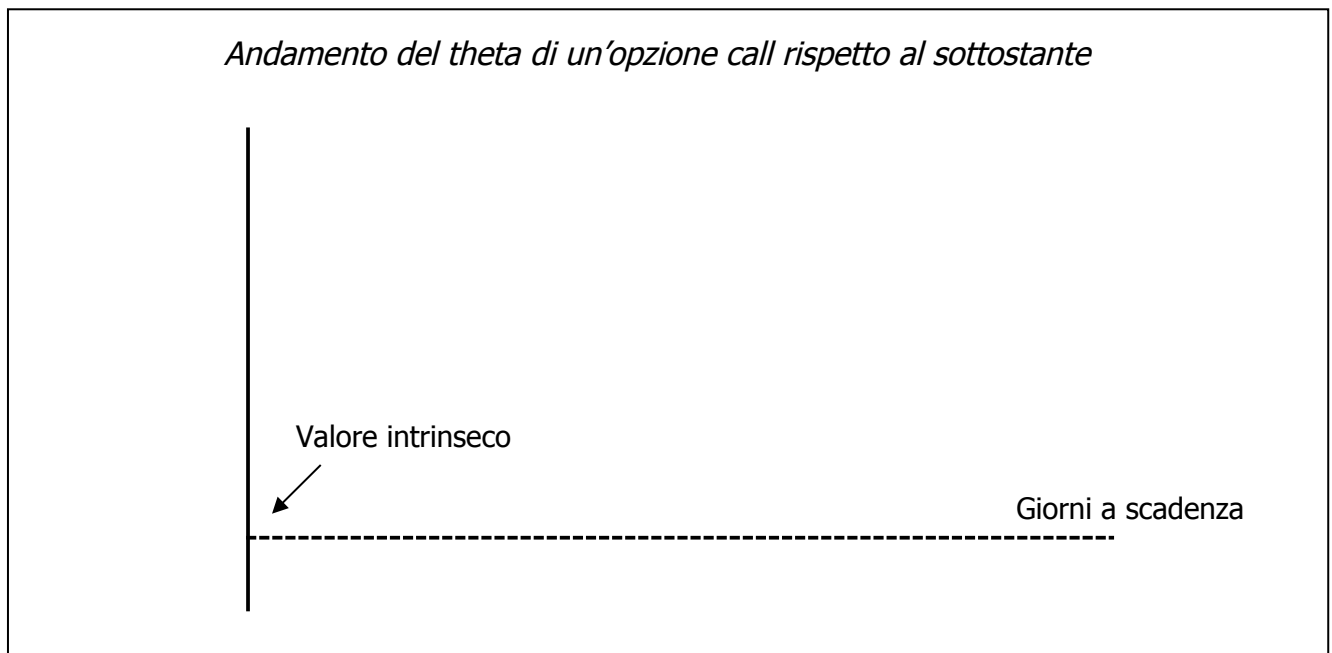 Andamento del theta di un’opzione call rispetto al sottostante
Valore intrinseco
Giorni a scadenza